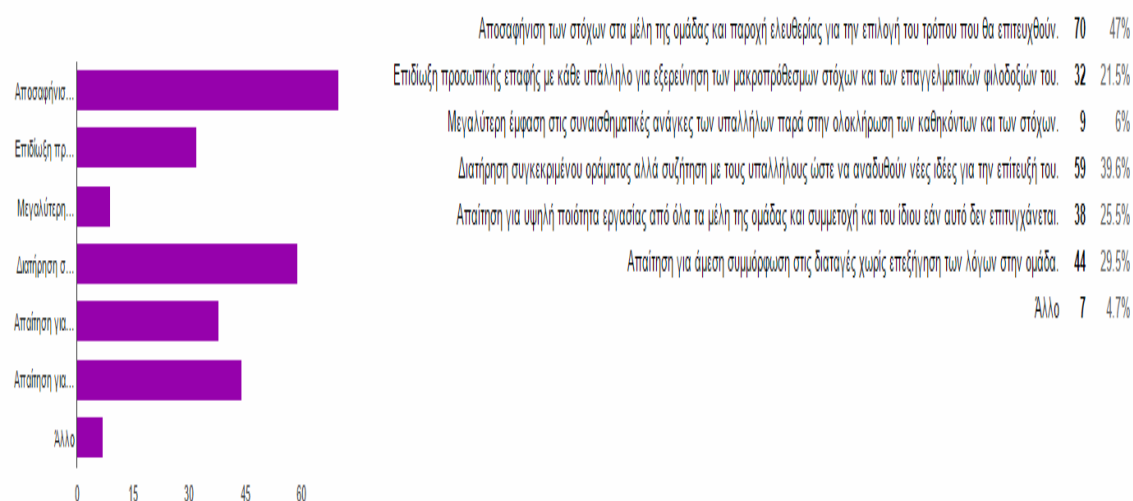 Αποσαφήνιση των στόχων στα μέλη της ομάδας και παροχή ελευθερίας για την επιλογή του τρόπου που θα επιτευχθούν. 70 47%
Επιδίωξη προσωπικής επαφής με κάθε υπάλληλο για εξερεύνηση των μακροπρόθεσμων στόχων και των επαγγελματικών φιλοδοξιών του. 32 21.5%
Μεγαλύτερη έμφαση στις συναισθηματικές ανάγκες των υπαλλήλων παρά στην ολοκλήρωση των καθηκόντων και των στόχων. 9 6%
Διατήρηση συγκεκριμένου οράματος αλλά συζήτηση με τους υπαλλήλους ώστε να αναδυθούν νέες ιδέες για την επίτευξή του. 59 39.6%
Απαίτηση για υψηλή ποιότητα εργασίας από όλα τα μέλη της ομάδας και συμμετοχή και του ίδιου εάν αυτό δεν επιτυγχάνεται. 38 25.5%
Απαίτηση για άμεση συμμόρφωση στις διαταγές χωρίς επεξήγηση των λόγων στην ομάδα. 44 29.5%
Άλλο 7 4.7%
Αποσαφήνισ...
Επιδίωξη πρ...
Μεγαλύτερη...
Διατήρηση σ...
Απαίτηση για...
Απαίτηση για...
Άλλο
0 15 30 45 60